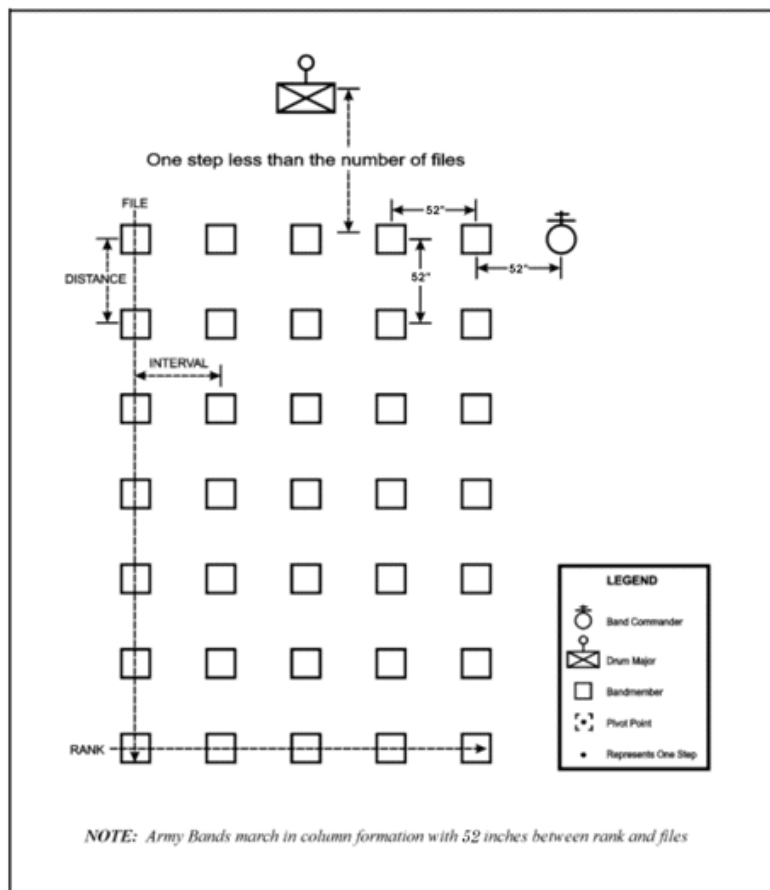 One step less than the number of files
FILE
52"
DISTANCE
52"
52"
INTERVAL
LEGEND
Band Commander
Drum Major
Bandmember
Pivot Point
Represents One Step
RANK
NOTE: Army Bands march in column formation with 52 inches between rank and files